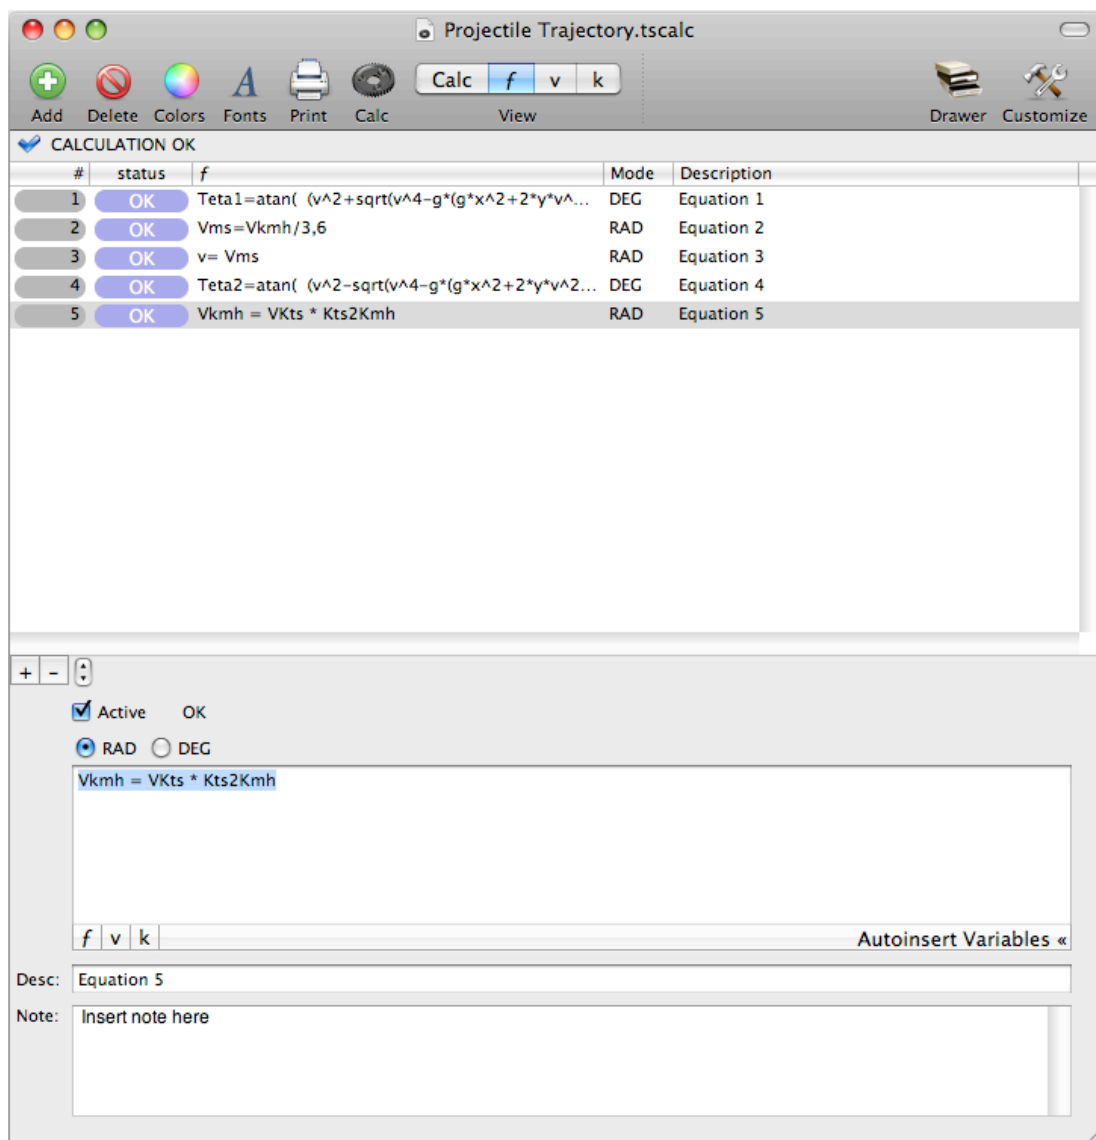 Projectile Trajectory.tscalc
Calc f v k
Add Delete Colors Fonts Print Calc View Drawer Customize
CALCULATION OK
# status f Mode Description
1 OK Teta1=atan( (v^2+sqrt(v^4-g*(g*x^2+2*y*v^... DEG Equation 1
2 OK Vms=Vkmh/3,6 RAD Equation 2
3 OK v= Vms RAD Equation 3
4 OK Teta2=atan( (v^2-sqrt(v^4-g*(g*x^2+2*y*v^2... DEG Equation 4
5 OK Vkmh = VKts * Kts2Kmh RAD Equation 5
+ -
Active OK
RAD DEG
Vkmh = VKts * Kts2Kmh
f v k Autoinsert Variables «
Desc: Equation 5
Note: Insert note here